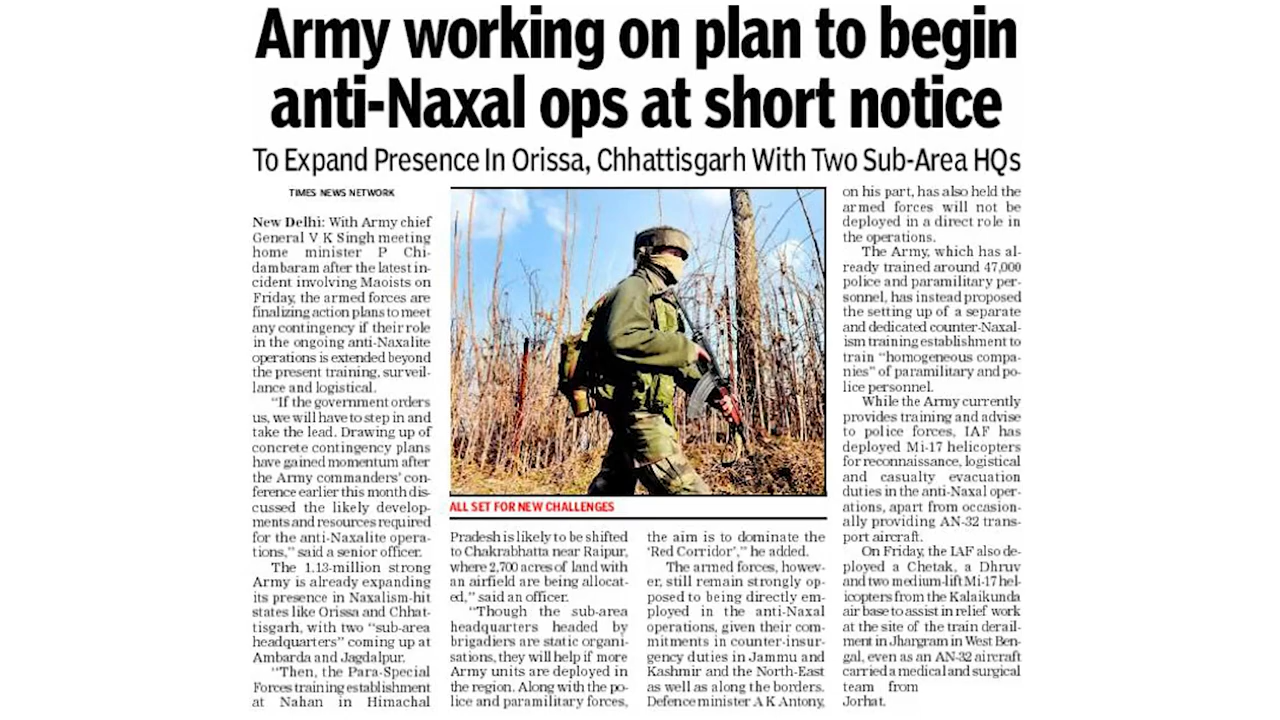 Army working on plan to begin
anti-Naxal ops at short notice
To Expand Presence In Orissa, Chhattisgarh With Two Sub-Area HQs
TIMES NEWS NETWORK
New Delhi: With Army chief
General V K Singh meeting
home minister P Chi-
dambaram after the latest in-
cident involving Maoists on
Friday, the armed forces are
finalizing action plans to meet
any contingency if their role
in the ongoing anti-Naxalite
operations is extended beyond
the present training, surveil-
lance and logistical.
"If the government orders
us, we will have to step in and
take the lead. Drawing up of
concrete contingency plans
have gained momentum after
the Army commanders' con-
ference earlier this month dis-
cussed the likely develop-
ments and resources required
for the anti-Naxalite opera-
tions," said a senior officer.
The 1.13-million strong
Army is already expanding
its presence in Naxalism-hit
states like Orissa and Chhat-
tisgarh, with two "sub-area
headquarters" coming up at
Ambarda and Jagdalpur.
"Then, the Para-Special
Forces training establishment
at Nahan in Himachal
ALL SET FOR NEW CHALLENGES
Pradesh is likely to be shifted
to Chakrabhatta near Raipur,
where 2,700 acres of land with
an airfield are being allocat-
ed," said an officer.
"Though the sub-area
headquarters headed by
brigadiers are static organi-
sations, they will help if more
Army units are deployed in
the region. Along with the po-
lice and paramilitary forces,
the aim is to dominate the
'Red Corridor'," he added.
The armed forces, howev-
er, still remain strongly op-
posed to being directly em-
ployed in the anti-Naxal
operations, given their com-
mitments in counter-insur-
gency duties in Jammu and
Kashmir and the North-East
as well as along the borders.
Defence minister A K Antony,
on his part, has also held the
armed forces will not be
deployed in a direct role in
the operations.
The Army, which has al-
ready trained around 47,000
police and paramilitary per-
sonnel, has instead proposed
the setting up of a separate
and dedicated counter-Naxal-
ism training establishment to
train "homogeneous compa-
nies" of paramilitary and po-
lice personnel.
While the Army currently
provides training and advise
to police forces, IAF has
deployed Mi-17 helicopters
for reconnaissance, logistical
and casualty evacuation
duties in the anti-Naxal oper-
ations, apart from occasion-
ally providing AN-32 trans-
port aircraft.
On Friday, the IAF also de-
ployed a Chetak, a Dhruv
and two medium-lift Mi-17 hel-
icopters from the Kalaikunda
air base to assist in relief work
at the site of the train derail-
ment in Jhargram in West Ben-
gal, even as an AN-32 aircraft
carried a medical and surgical
team from
Jorhat.